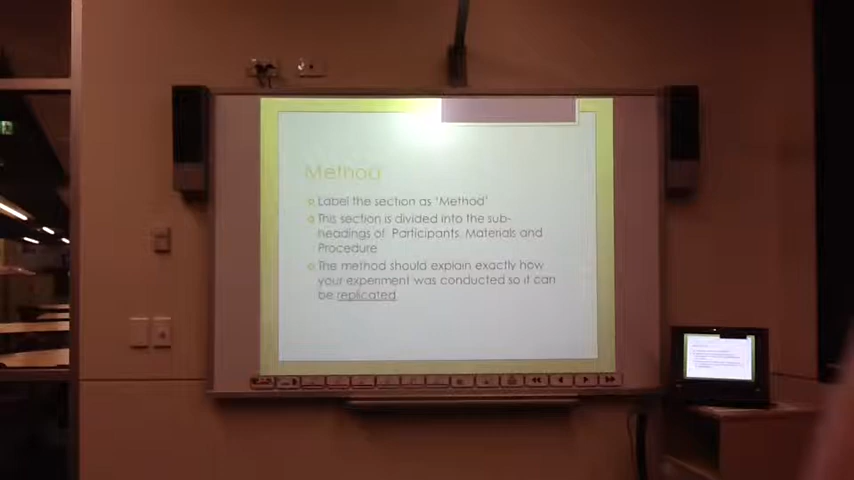 Method
Label the section as 'Method'
This section is divided into the sub-
headings of Participants, Materials and
Procedure
The method should explain exactly how
your experiment was conducted so it can
be replicated